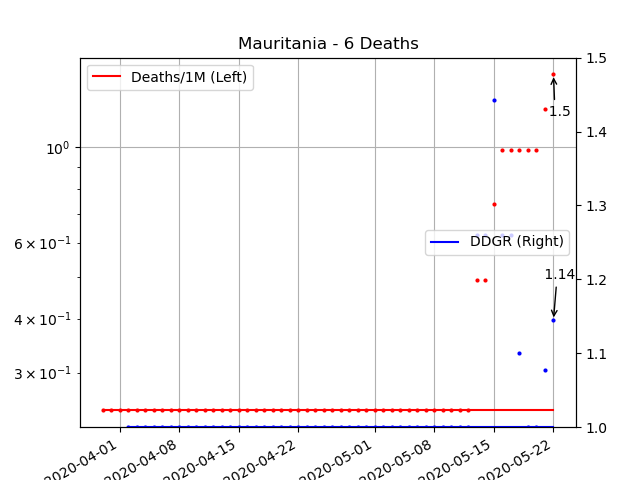 Mauritania - 6 Deaths
Deaths/1M (Left)
DDGR (Right)
1.5
1.14
10^0
6 × 10^-1
4 × 10^-1
3 × 10^-1
1.5
1.4
1.3
1.2
1.1
1.0
2020-04-01
2020-04-08
2020-04-15
2020-04-22
2020-05-01
2020-05-08
2020-05-15
2020-05-22